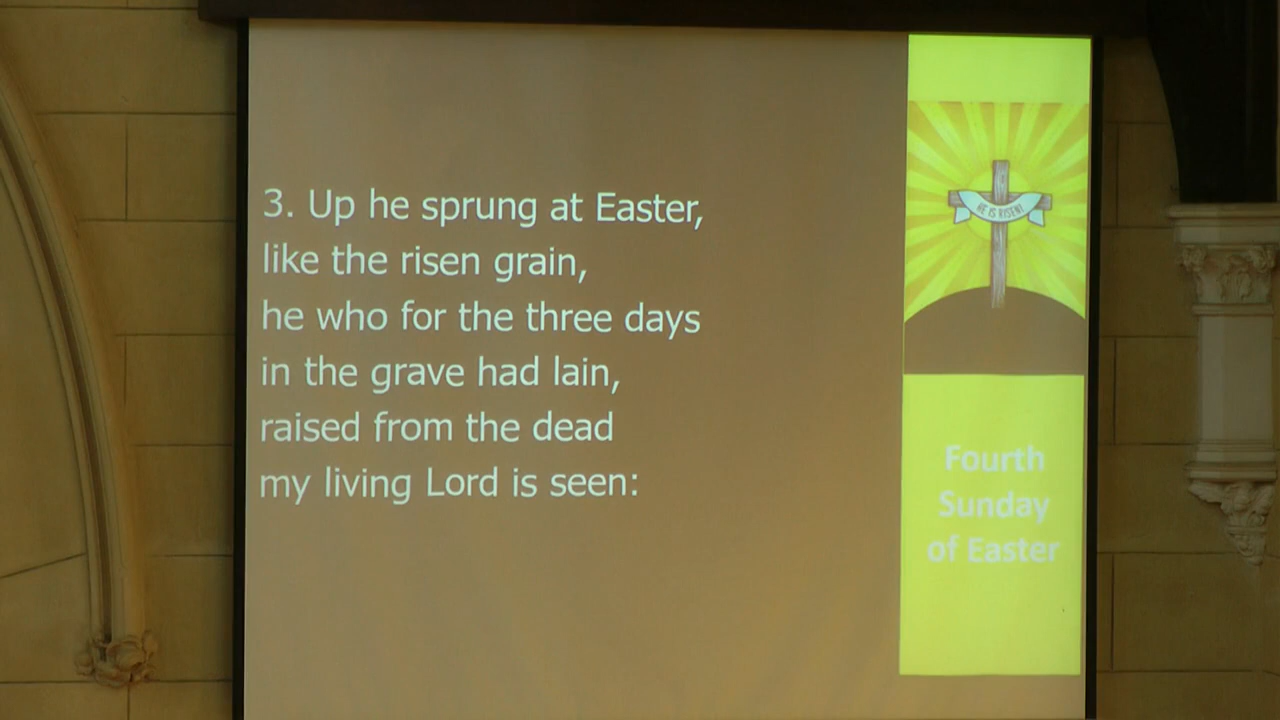 3. Up he sprung at Easter,
like the risen grain,
he who for the three days
in the grave had lain,
raised from the dead
my living Lord is seen:
HE IS RISEN!
Fourth
Sunday
of Easter